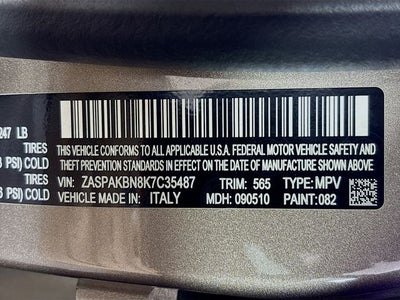 247 LB
TIRES
PSI) COLD
TIRES
6 PSI) COLD
THIS VEHICLE CONFORMS TO ALL APPLICABLE U.S.A. FEDERAL MOTOR VEHICLE SAFETY AND
THEFT PREVENTION STANDARDS IN EFFECT ON THE DATE OF MANUFACTURE SHOWN ABOVE.
VIN: ZASPAKBN8K7C35487 TRIM: 565 TYPE: MPV
VEHICLE MADE IN: ITALY MDH: 090510 PAINT: 082